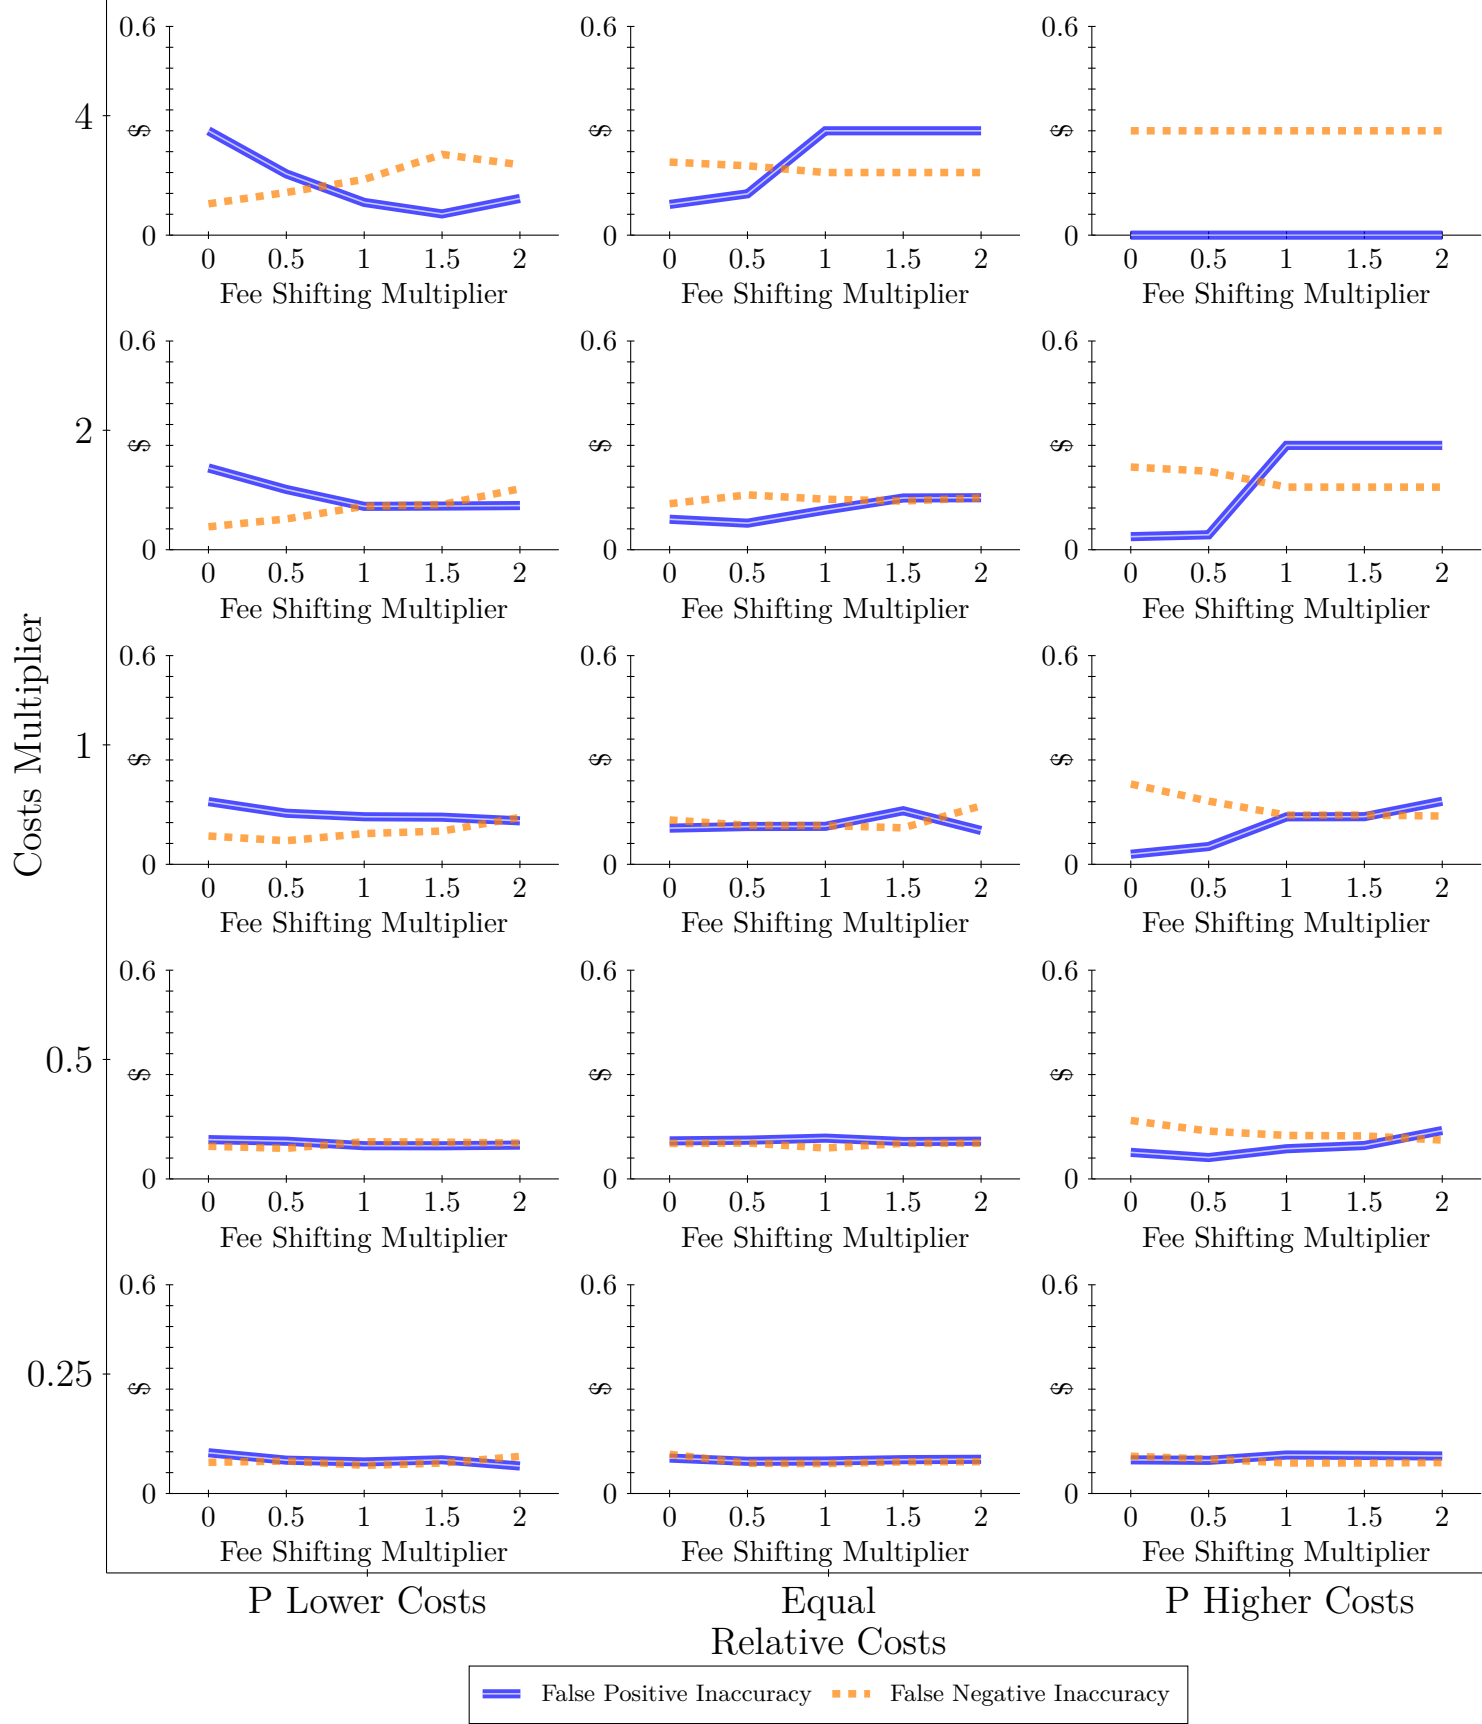 0.6 0.6 0.6
4 $ $ $
0 0 0
0 0.5 1 1.5 2 0 0.5 1 1.5 2 0 0.5 1 1.5 2
Fee Shifting Multiplier Fee Shifting Multiplier Fee Shifting Multiplier
0.6 0.6 0.6
2 $ $ $
0 0 0
0 0.5 1 1.5 2 0 0.5 1 1.5 2 0 0.5 1 1.5 2
Fee Shifting Multiplier Fee Shifting Multiplier Fee Shifting Multiplier
Costs Multiplier
0.6 0.6 0.6
1 $ $ $
0 0 0
0 0.5 1 1.5 2 0 0.5 1 1.5 2 0 0.5 1 1.5 2
Fee Shifting Multiplier Fee Shifting Multiplier Fee Shifting Multiplier
0.6 0.6 0.6
0.5 $ $ $
0 0 0
0 0.5 1 1.5 2 0 0.5 1 1.5 2 0 0.5 1 1.5 2
Fee Shifting Multiplier Fee Shifting Multiplier Fee Shifting Multiplier
0.6 0.6 0.6
0.25 $ $ $
0 0 0
0 0.5 1 1.5 2 0 0.5 1 1.5 2 0 0.5 1 1.5 2
Fee Shifting Multiplier Fee Shifting Multiplier Fee Shifting Multiplier
P Lower Costs Equal P Higher Costs
Relative Costs
False Positive Inaccuracy False Negative Inaccuracy